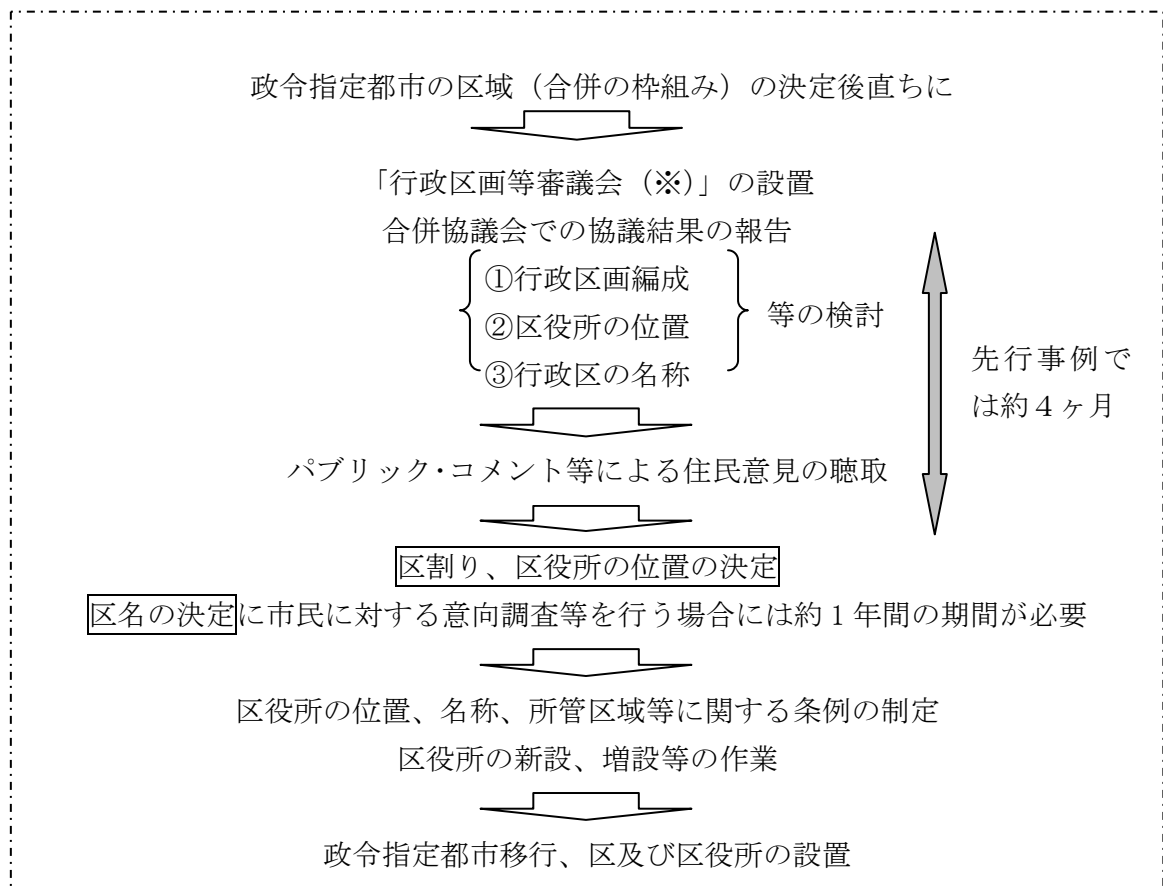 政令指定都市の区域（合併の枠組み）の決定後直ちに
「行政区画等審議会（※）」の設置
合併協議会での協議結果の報告
①行政区画編成
②区役所の位置
③行政区の名称
等の検討
先行事例で
は約４ヶ月
パブリック・コメント等による住民意見の聴取
区割り、区役所の位置の決定
区名の決定に市民に対する意向調査等を行う場合には約１年間の期間が必要
区役所の位置、名称、所管区域等に関する条例の制定
区役所の新設、増設等の作業
政令指定都市移行、区及び区役所の設置